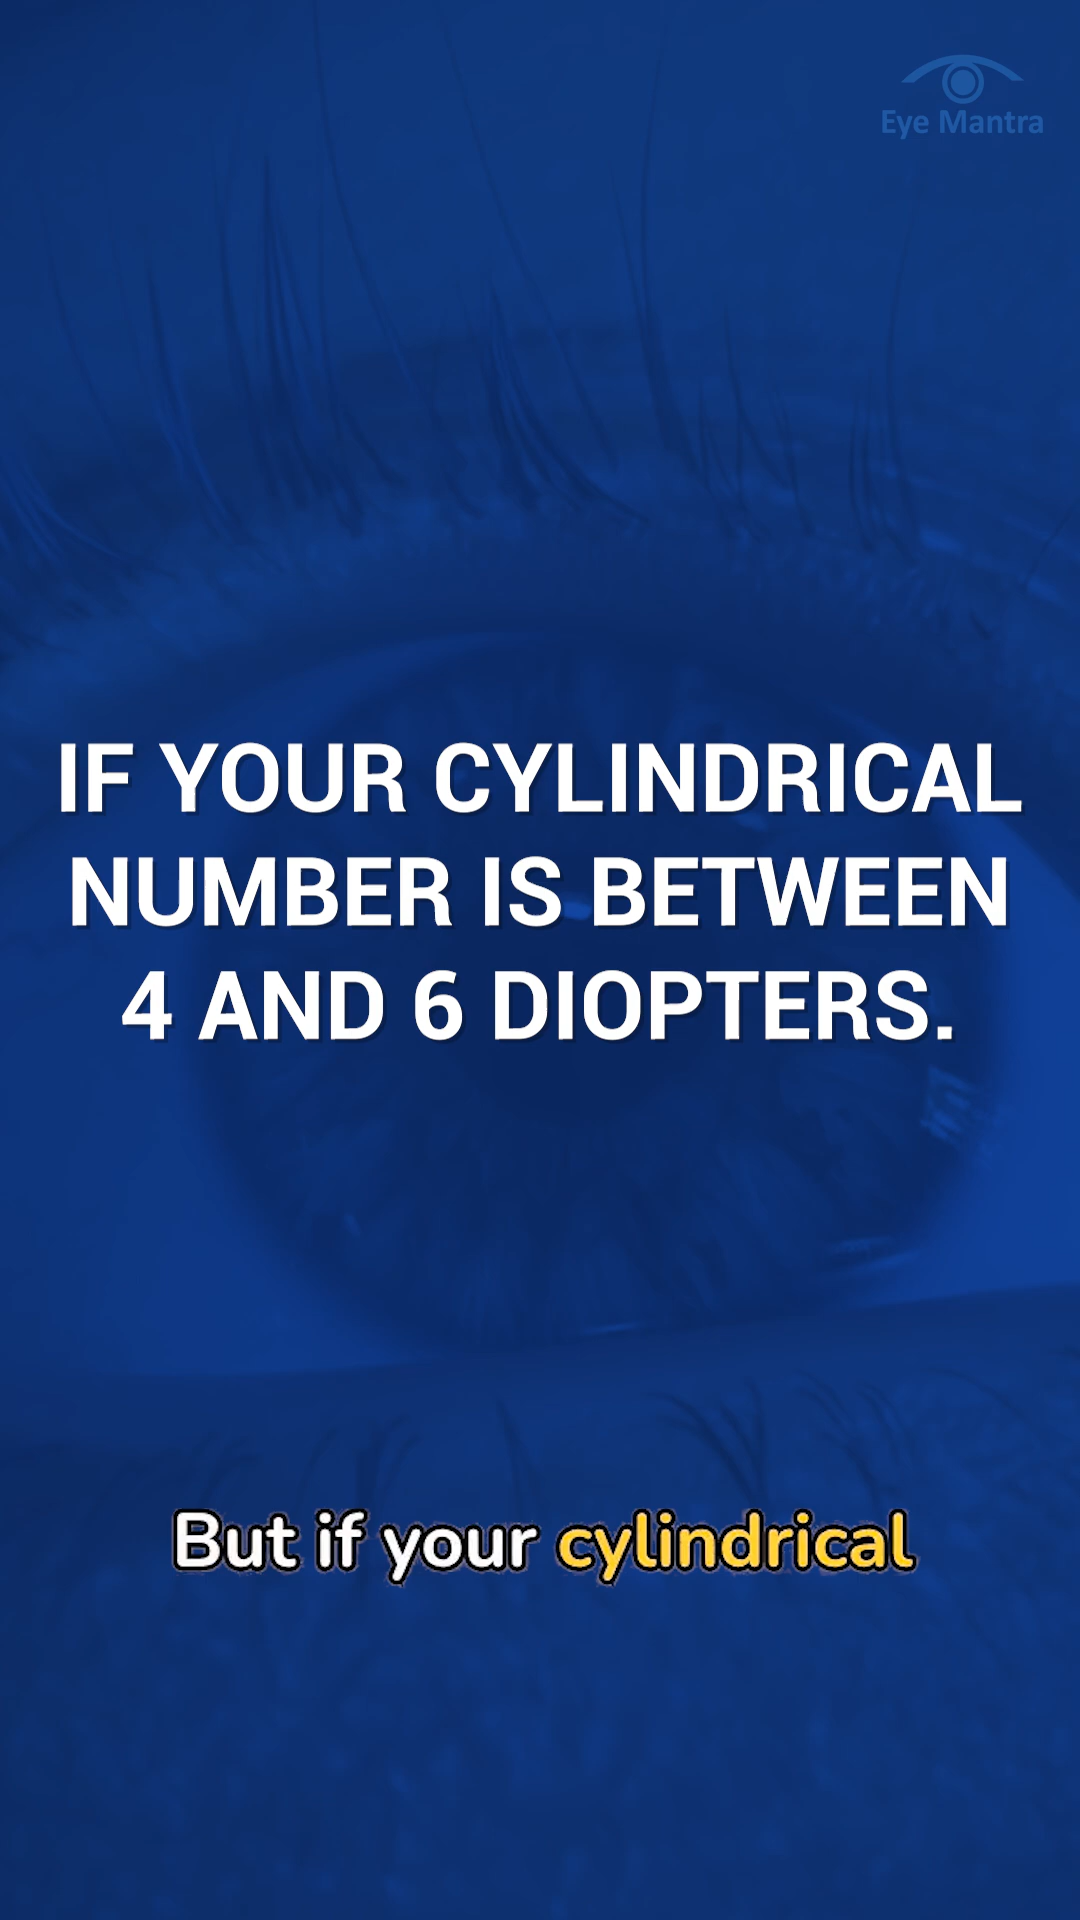 Eye Mantra
IF YOUR CYLINDRICAL
NUMBER IS BETWEEN
4 AND 6 DIOPTERS.
But if your cylindrical